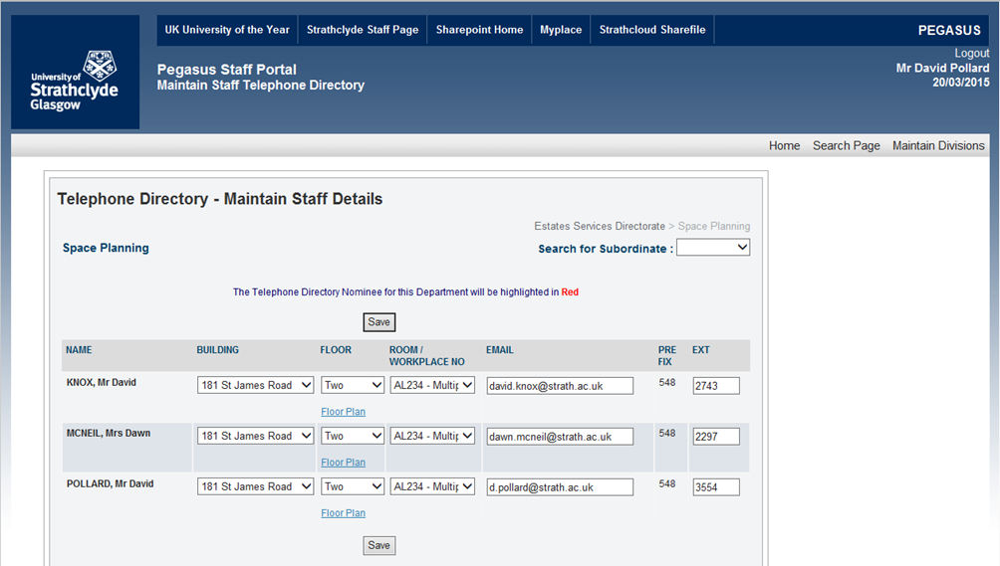 UK University of the Year Strathclyde Staff Page Sharepoint Home Myplace Strathcloud Sharefile PEGASUS
Logout
University of
Strathclyde
Glasgow
Pegasus Staff Portal
Maintain Staff Telephone Directory
Mr David Pollard
20/03/2015
Home Search Page Maintain Divisions
Telephone Directory - Maintain Staff Details
Estates Services Directorate > Space Planning
Space Planning Search for Subordinate :
The Telephone Directory Nominee for this Department will be highlighted in Red
Save
NAME BUILDING FLOOR ROOM / WORKPLACE NO EMAIL PRE FIX EXT
KNOX, Mr David 181 St James Road Two AL234 - Multip david.knox@strath.ac.uk 548 2743
Floor Plan
MCNEIL, Mrs Dawn 181 St James Road Two AL234 - Multip dawn.mcneil@strath.ac.uk 548 2297
Floor Plan
POLLARD, Mr David 181 St James Road Two AL234 - Multip d.pollard@strath.ac.uk 548 3554
Floor Plan
Save